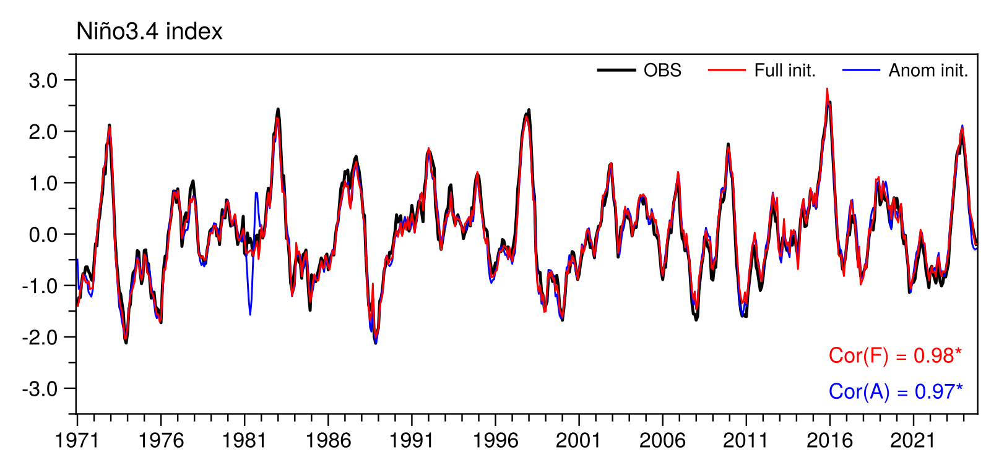 Niño3.4 index
OBS Full init. Anom init.
3.0
2.0
1.0
0.0
-1.0
-2.0
-3.0
Cor(F) = 0.98*
Cor(A) = 0.97*
1971 1976 1981 1986 1991 1996 2001 2006 2011 2016 2021